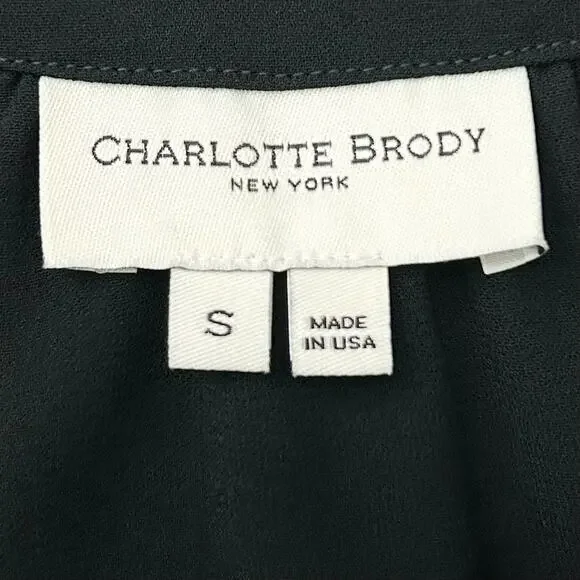 CHARLOTTE BRODY
NEW YORK
S
MADE
IN USA